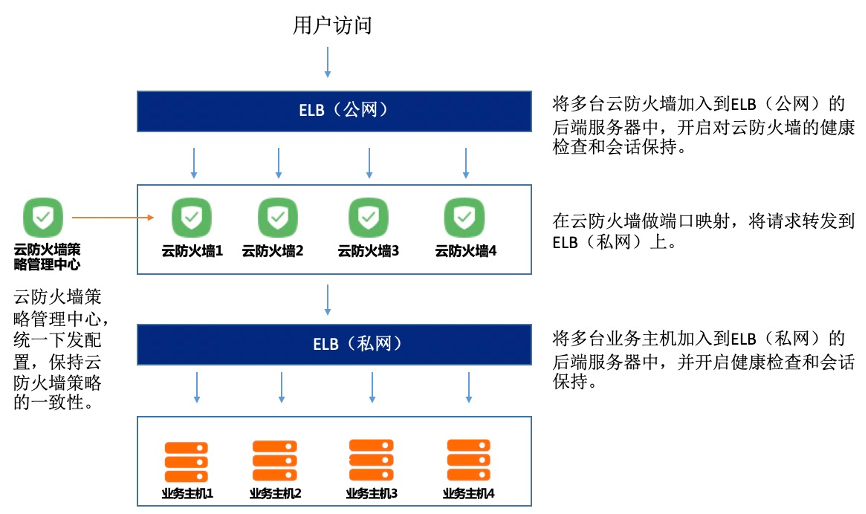 用户访问
ELB（公网）
将多台云防火墙加入到ELB（公网）的
后端服务器中，开启对云防火墙的健康
检查和会话保持。
云防火墙1
云防火墙2
云防火墙3
云防火墙4
在云防火墙做端口映射，将请求转发到
ELB（私网）上。
云防火墙策
略管理中心
云防火墙策
略管理中心，
统一下发配
置，保持云
防火墙策略
的一致性。
ELB（私网）
将多台业务主机加入到ELB（私网）的
后端服务器中，并开启健康检查和会话
保持。
业务主机1
业务主机2
业务主机3
业务主机4